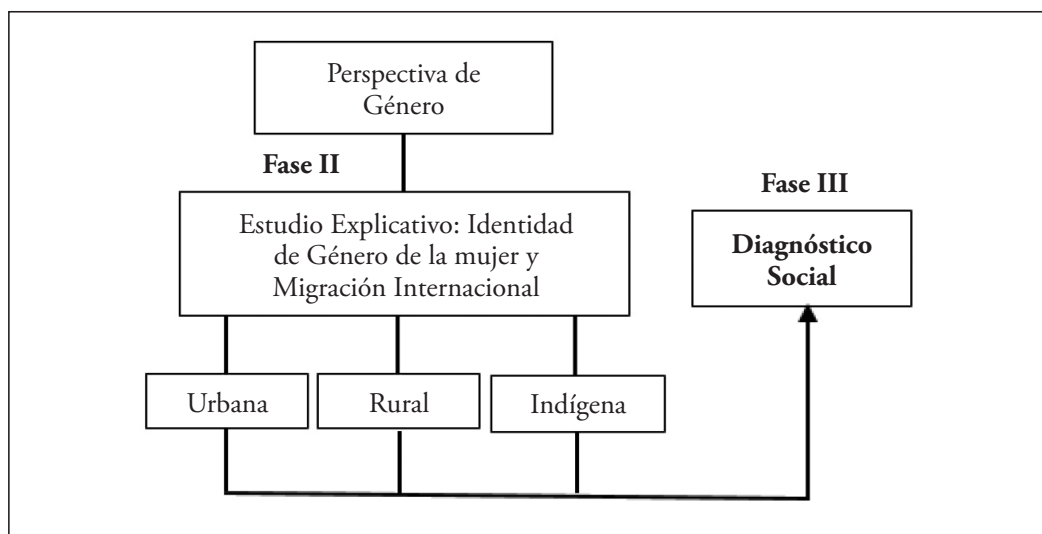 Perspectiva de
Género
Fase II
Estudio Explicativo: Identidad
de Género de la mujer y
Migración Internacional
Urbana
Rural
Indígena
Fase III
Diagnóstico
Social